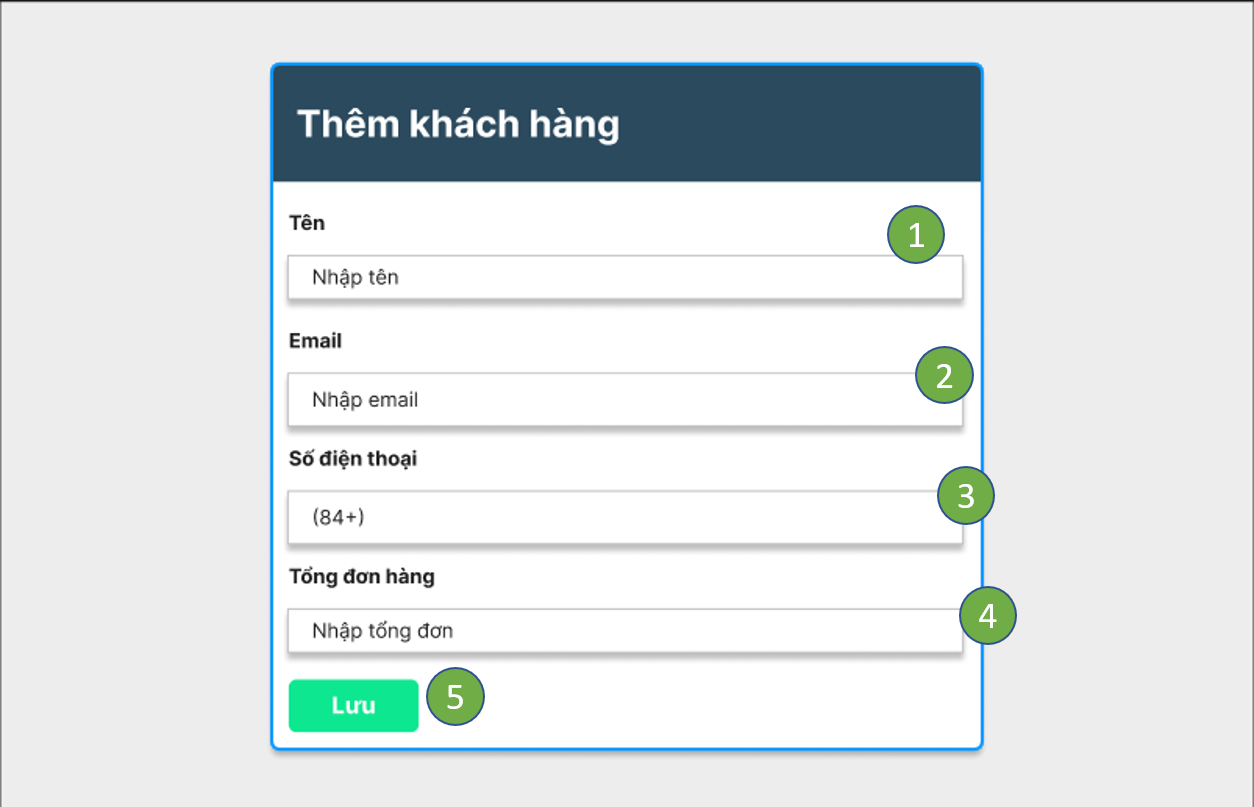 Thêm khách hàng
Tên
1
Nhập tên
Email
2
Nhập email
Số điện thoại
3
(84+)
Tổng đơn hàng
4
Nhập tổng đơn
Lưu
5